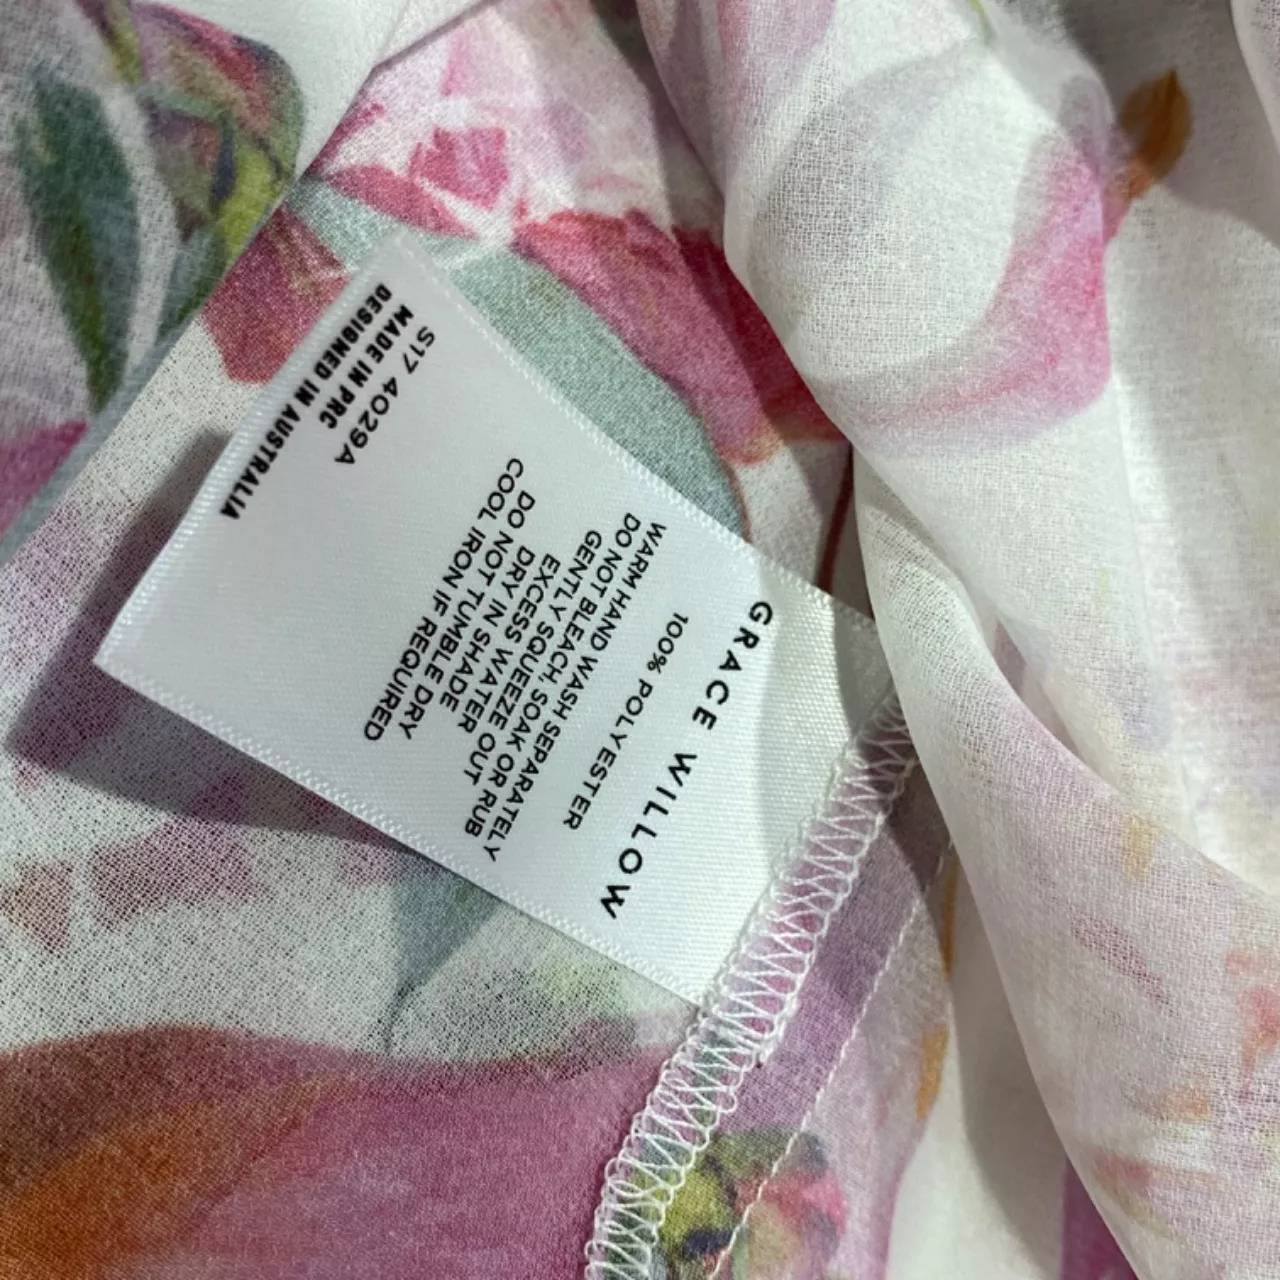 GRACE WILLOW
100% POLYESTER
WARM HAND WASH SEPARATELY
DO NOT BLEACH, SOAK OR RUB
GENTLY SQUEEZE OUT
EXCESS WATER
DRY IN SHADE
DO NOT TUMBLE DRY
COOL IRON IF REQUIRED
S17 4029A
MADE IN PRC
DESIGNED IN AUSTRALIA